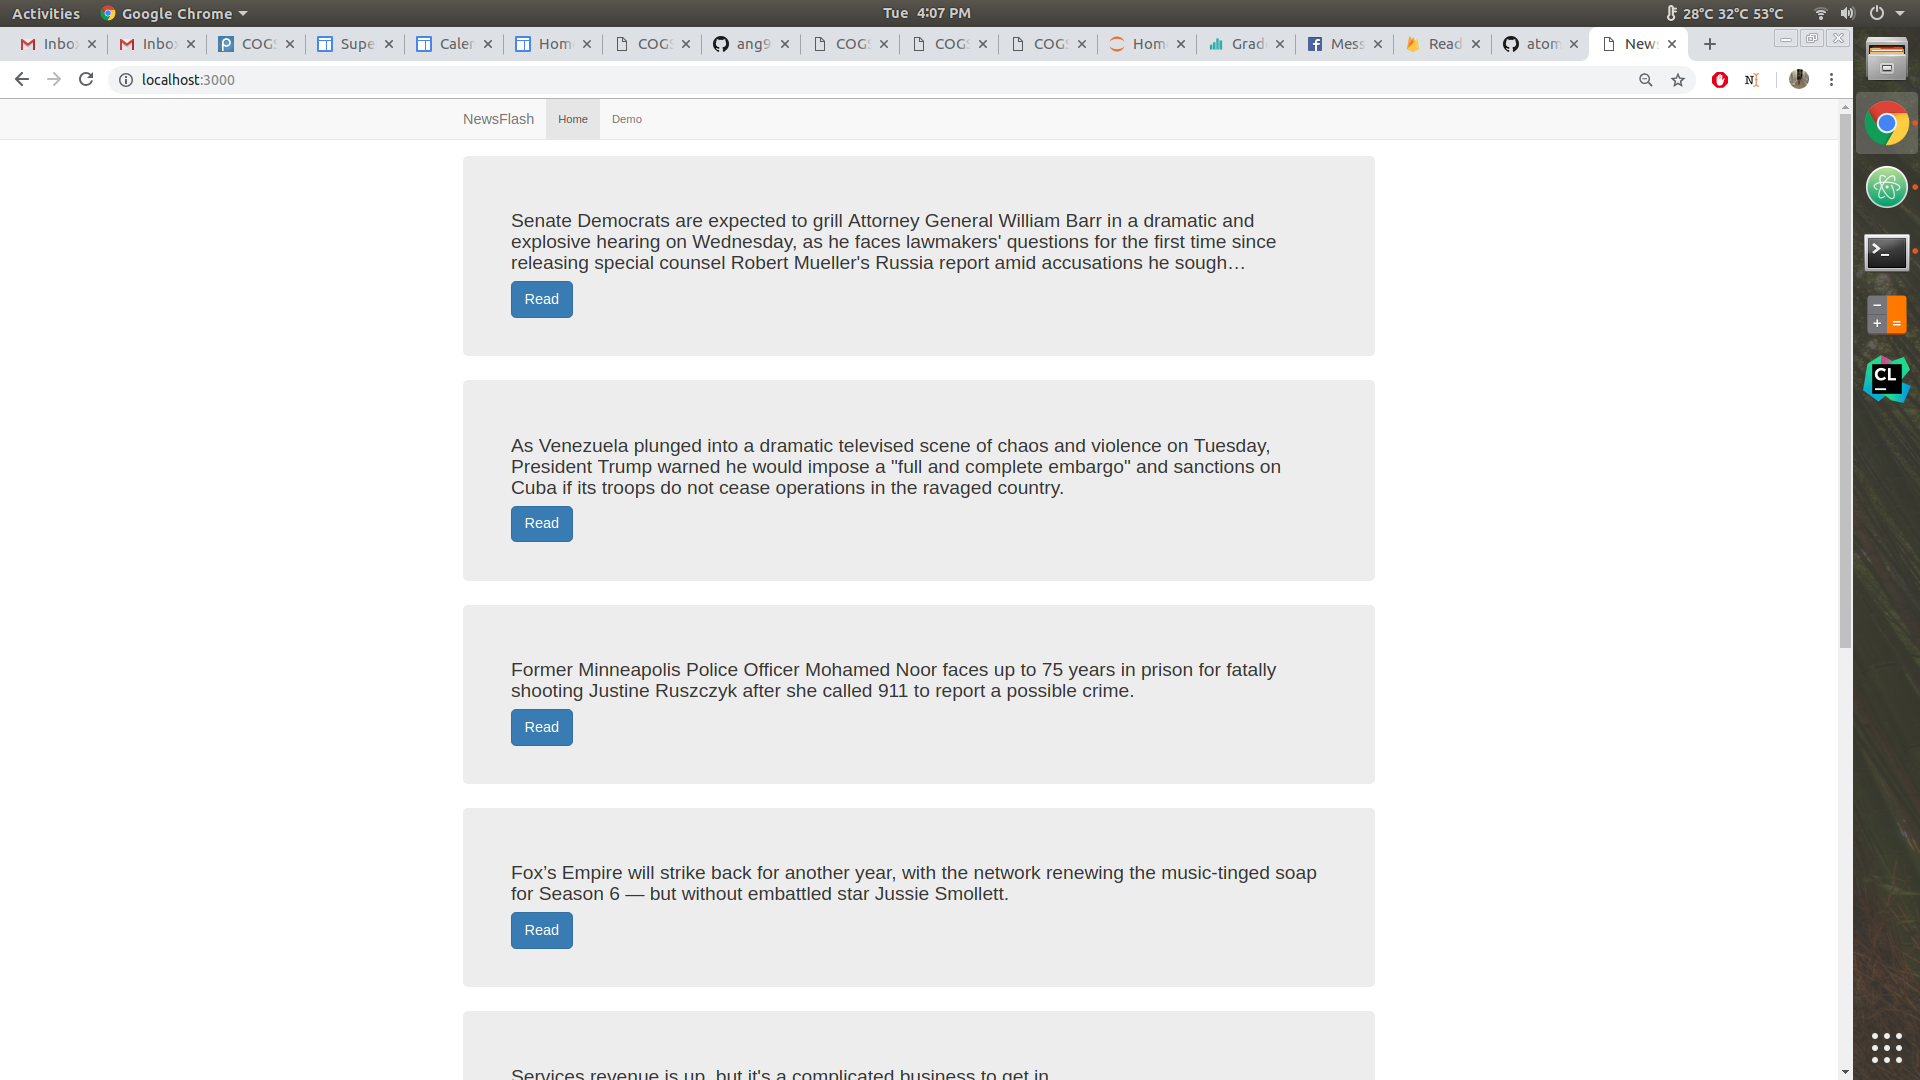 Activities
Google Chrome
Tue 4:07 PM
28°C 32°C 53°C
Inbo
Inbo
COGS
Supe
Caler
Hom
COGS
ang9
COGS
COGS
COGS
Hom
Grad
Mess
Read
atom
News
localhost:3000
NewsFlash
Home
Demo
Senate Democrats are expected to grill Attorney General William Barr in a dramatic and
explosive hearing on Wednesday, as he faces lawmakers' questions for the first time since
releasing special counsel Robert Mueller's Russia report amid accusations he sough…
Read
As Venezuela plunged into a dramatic televised scene of chaos and violence on Tuesday,
President Trump warned he would impose a "full and complete embargo" and sanctions on
Cuba if its troops do not cease operations in the ravaged country.
Read
Former Minneapolis Police Officer Mohamed Noor faces up to 75 years in prison for fatally
shooting Justine Ruszczyk after she called 911 to report a possible crime.
Read
Fox’s Empire will strike back for another year, with the network renewing the music-tinged soap
for Season 6 — but without embattled star Jussie Smollett.
Read
Services revenue is up, but it's a complicated business to get in
CL